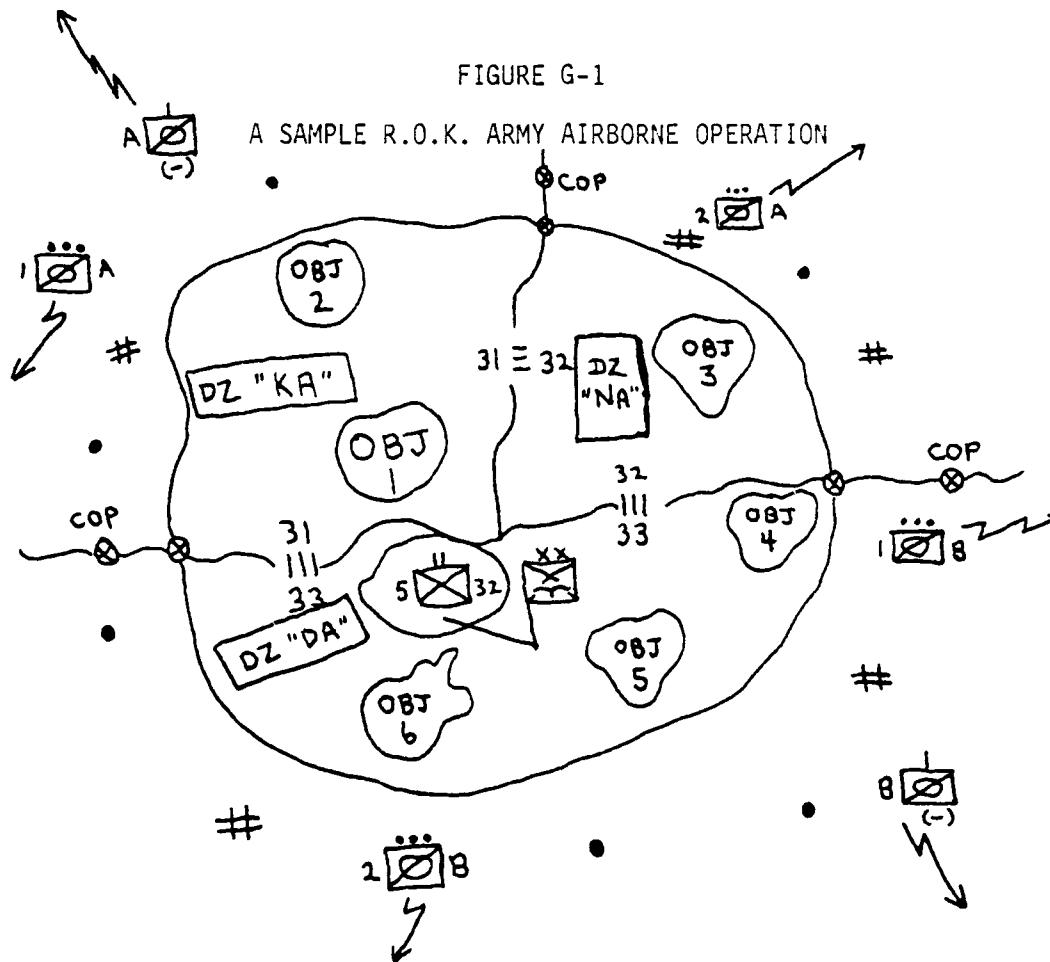 FIGURE G-1
A SAMPLE R.O.K. ARMY AIRBORNE OPERATION
A
(-)
COP
2 A
1 A
OBJ
2
31 32
DZ
"NA"
OBJ
3
DZ "KA"
OBJ
1
32
33
COP
OBJ
4
COP
31
33
5 32
1 B
DZ "DA"
OBJ
5
OBJ
6
B
(-)
2 B